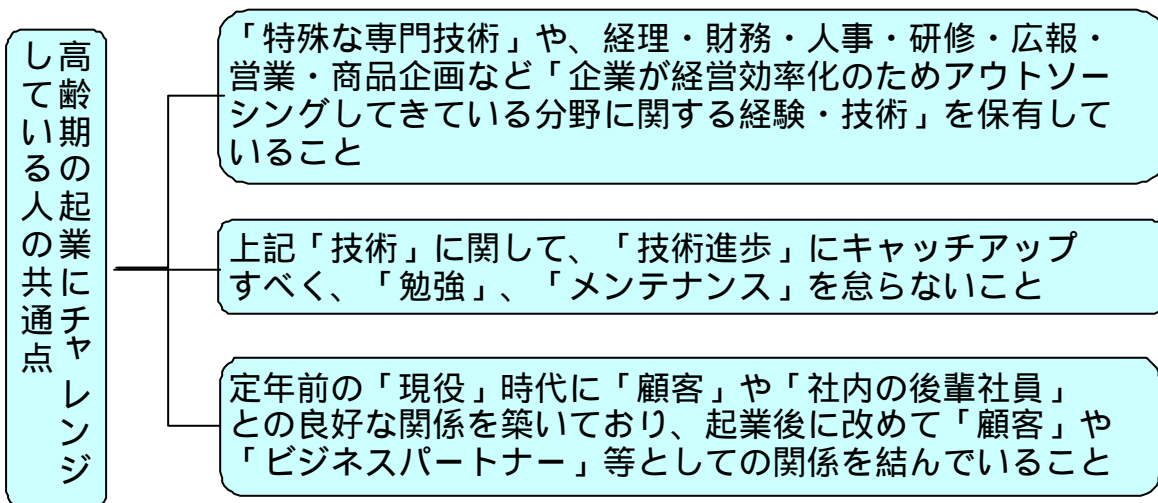 高齢期の起業にチャレンジ
している人の共通点
「特殊な専門技術」や、経理・財務・人事・研修・広報・
営業・商品企画など「企業が経営効率化のためアウトソー
シングしてきている分野に関する経験・技術」を保有して
いること
上記「技術」に関して、「技術進歩」にキャッチアップ
すべく、「勉強」、「メンテナンス」を怠らないこと
定年前の「現役」時代に「顧客」や「社内の後輩社員」
との良好な関係を築いており、起業後に改めて「顧客」や
「ビジネスパートナー」等としての関係を結んでいること